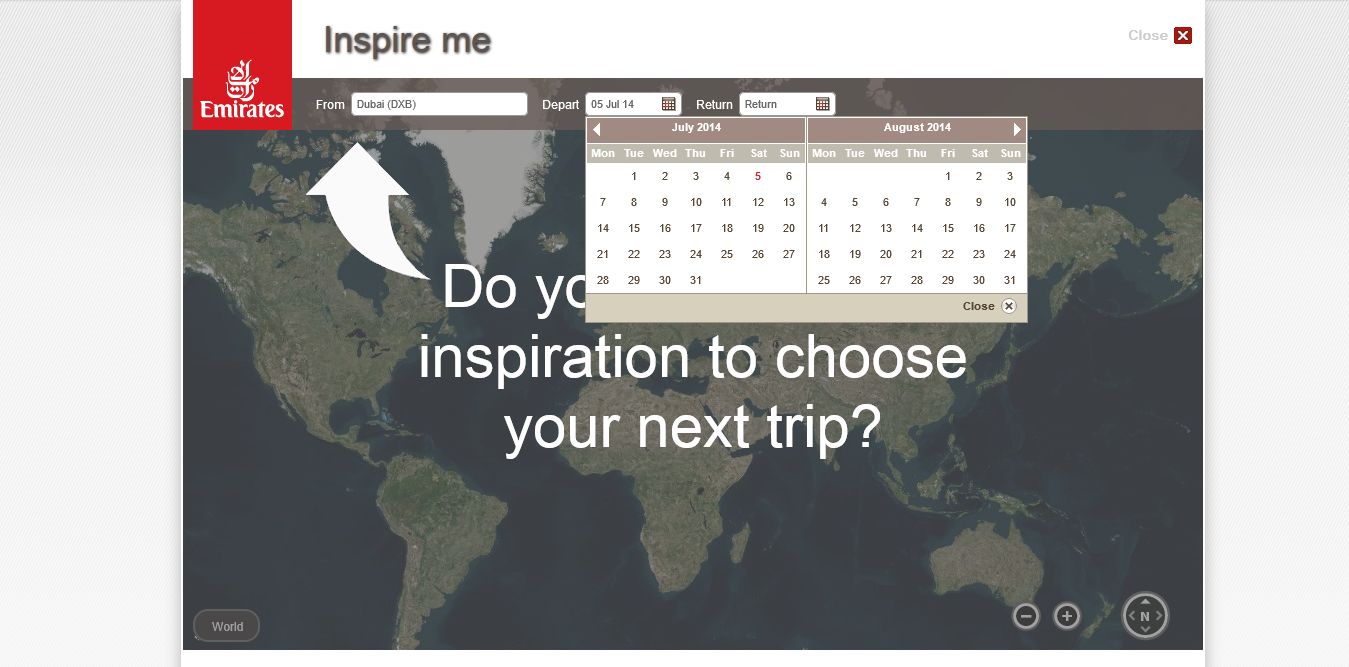 Inspire me
Close
Emirates
From Dubai (DXB) Depart 05 Jul 14 Return Return
July 2014 August 2014
Mon Tue Wed Thu Fri Sat Sun Mon Tue Wed Thu Fri Sat Sun
1 2 3 4 5 6 1 2 3
7 8 9 10 11 12 13 4 5 6 7 8 9 10
14 15 16 17 18 19 20 11 12 13 14 15 16 17
21 22 23 24 25 26 27 18 19 20 21 22 23 24
28 29 30 31 25 26 27 28 29 30 31
Close
Do
inspiration to choose
your next trip?
World
N